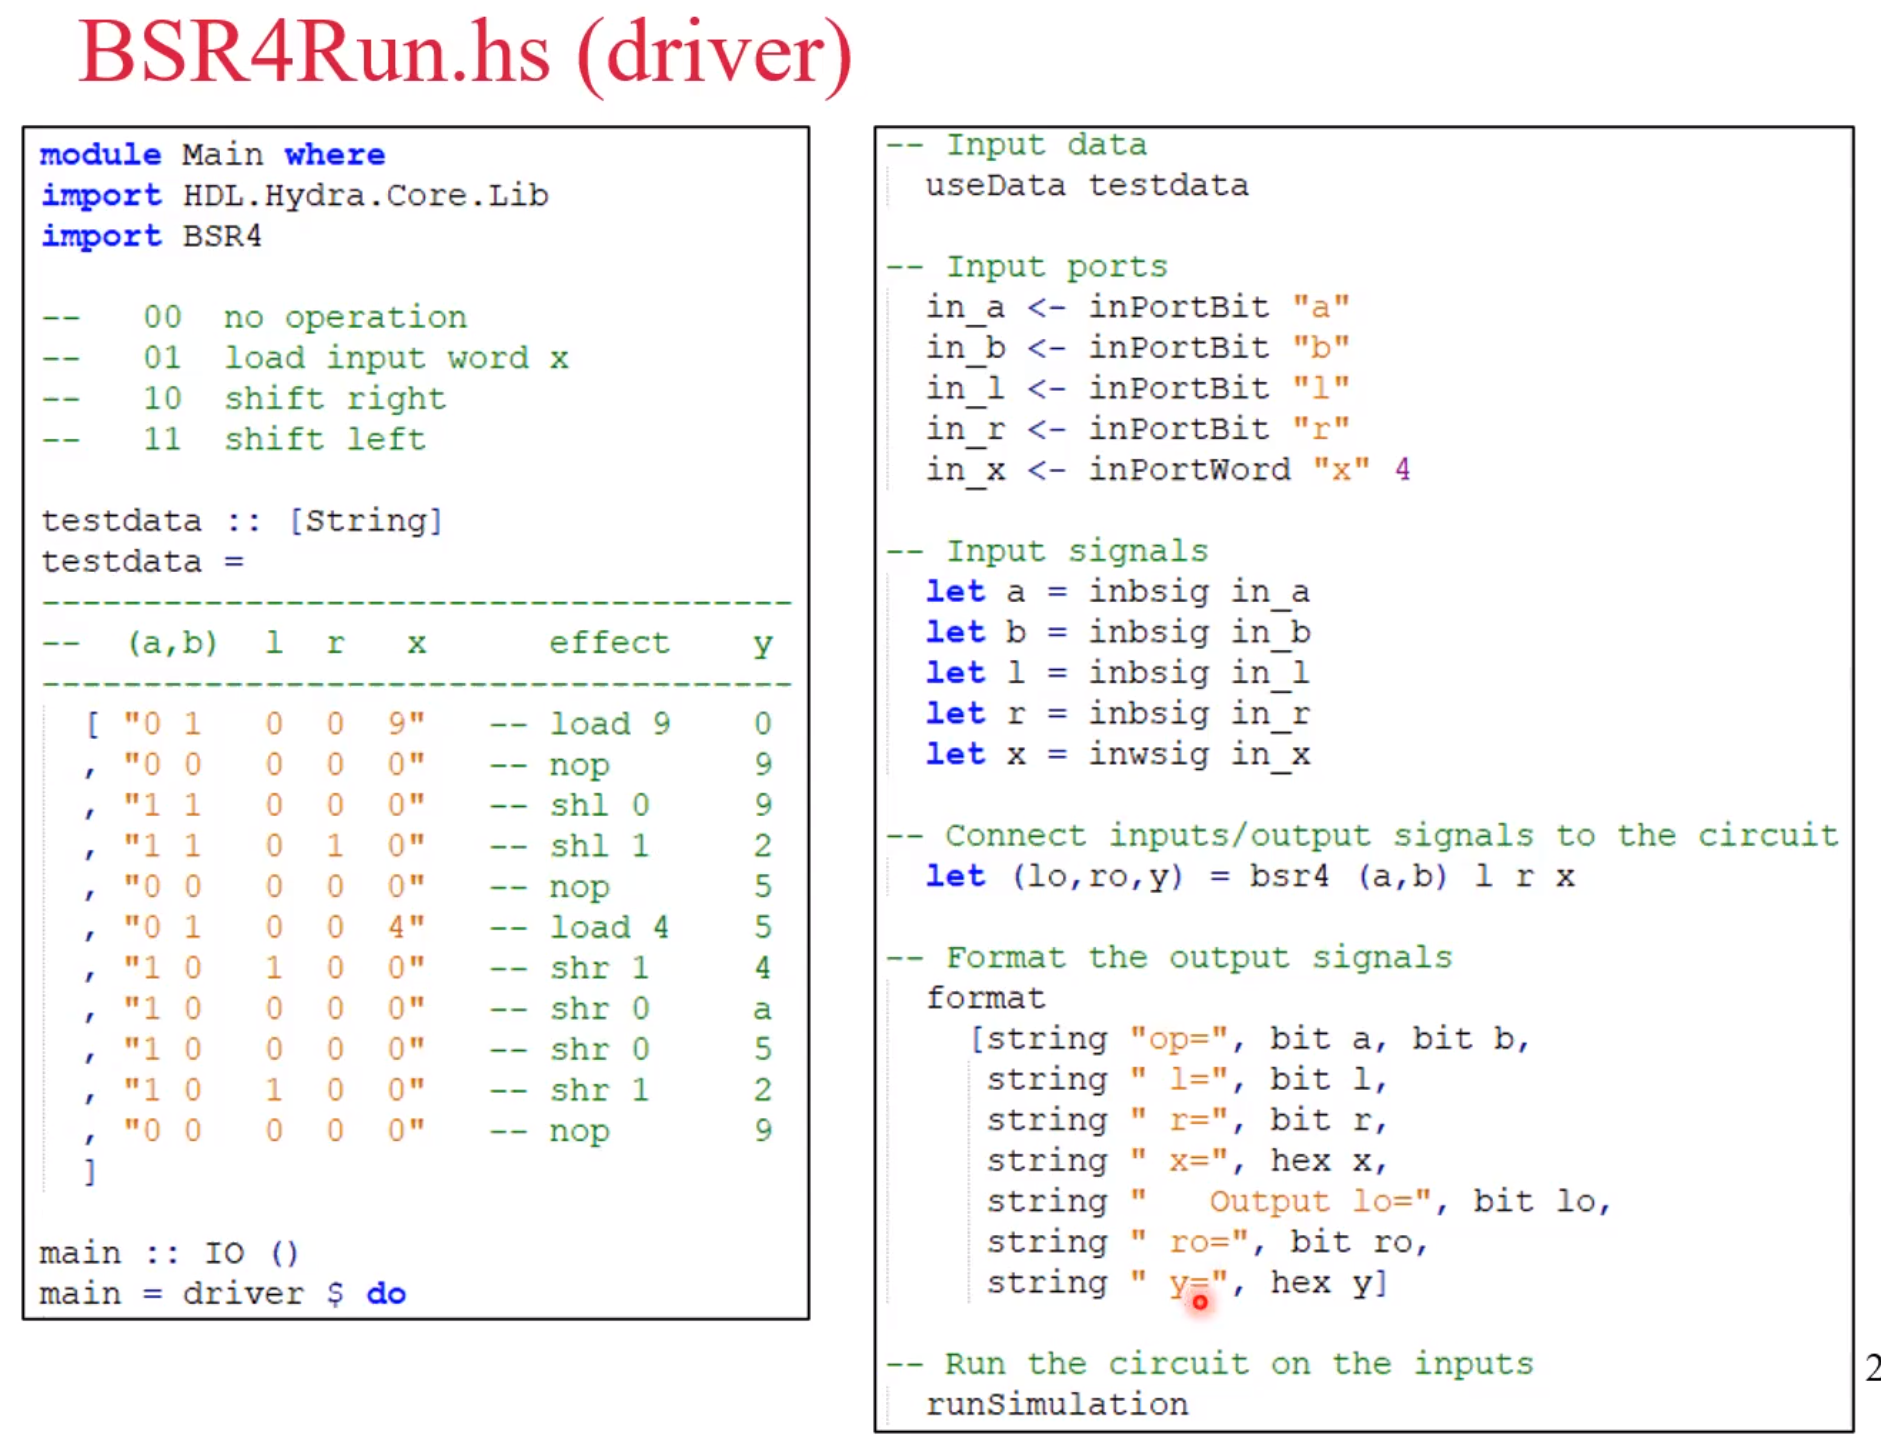 BSR4Run.hs (driver)
module Main where
import HDL.Hydra.Core.Lib
import BSR4
--   00  no operation
--   01  load input word x
--   10  shift right
--   11  shift left
testdata :: [String]
testdata =
-------------------------------------
--  (a,b)  l  r   x      effect    y
-------------------------------------
[ "0 1   0  0  9"   -- load 9    0
, "0 0   0  0  0"   -- nop       9
, "1 1   0  0  0"   -- shl 0     9
, "1 1   0  1  0"   -- shl 1     2
, "0 0   0  0  0"   -- nop       5
, "0 1   0  0  4"   -- load 4    5
, "1 0   1  0  0"   -- shr 1     4
, "1 0   0  0  0"   -- shr 0     a
, "1 0   0  0  0"   -- shr 0     5
, "1 0   1  0  0"   -- shr 1     2
, "0 0   0  0  0"   -- nop       9
]
main :: IO ()
main = driver $ do
-- Input data
useData testdata
-- Input ports
in_a <- inPortBit "a"
in_b <- inPortBit "b"
in_l <- inPortBit "l"
in_r <- inPortBit "r"
in_x <- inPortWord "x" 4
-- Input signals
let a = inbsig in_a
let b = inbsig in_b
let l = inbsig in_l
let r = inbsig in_r
let x = inwsig in_x
-- Connect inputs/output signals to the circuit
let (lo,ro,y) = bsr4 (a,b) l r x
-- Format the output signals
format
[string "op=", bit a, bit b,
string " l=", bit l,
string " r=", bit r,
string " x=", hex x,
string "   Output lo=", bit lo,
string " ro=", bit ro,
string " y=", hex y]
-- Run the circuit on the inputs
runSimulation
2